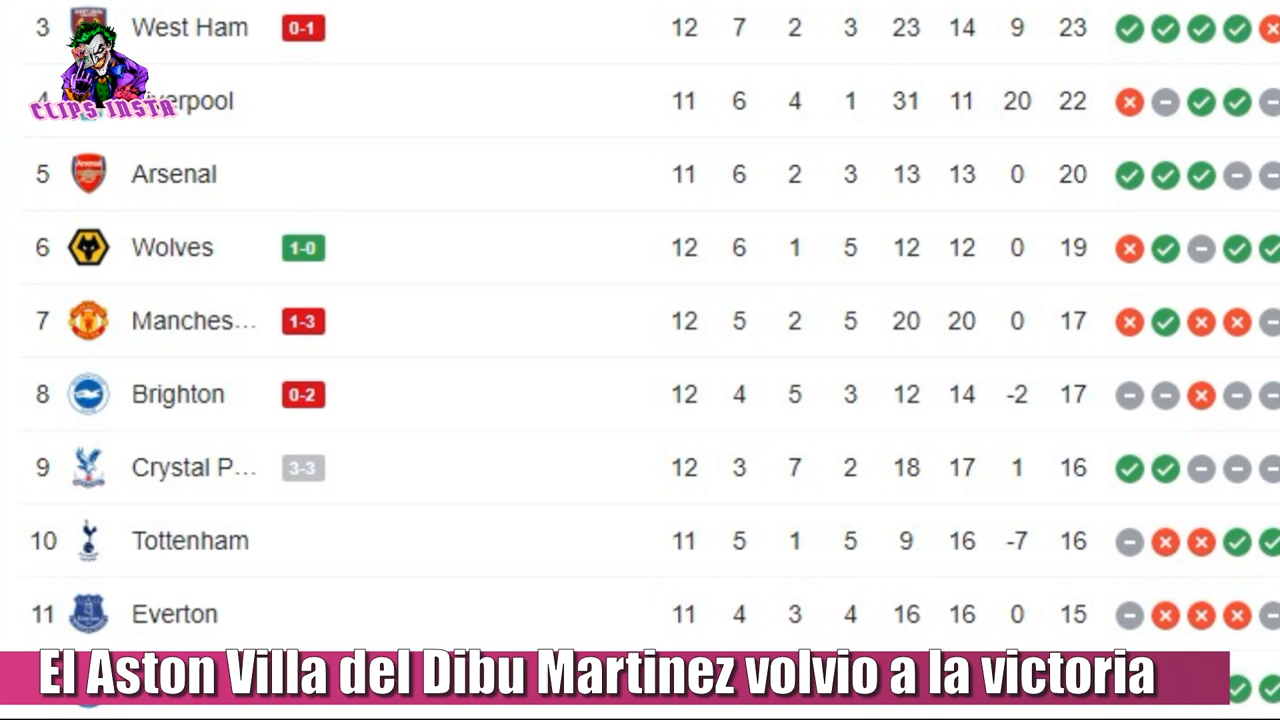 3 West Ham 0-1 12 7 2 3 23 14 9 23
4 verpool 11 6 4 1 31 11 20 22
CLIPS INSTA
5 Arsenal 11 6 2 3 13 13 0 20
6 Wolves 1-0 12 6 1 5 12 12 0 19
7 Manches... 1-3 12 5 2 5 20 20 0 17
8 Brighton 0-2 12 4 5 3 12 14 -2 17
9 Crystal P... 3-3 12 3 7 2 18 17 1 16
10 Tottenham 11 5 1 5 9 16 -7 16
11 Everton 11 4 3 4 16 16 0 15
El Aston Villa del Dibu Martinez volvio a la victoria